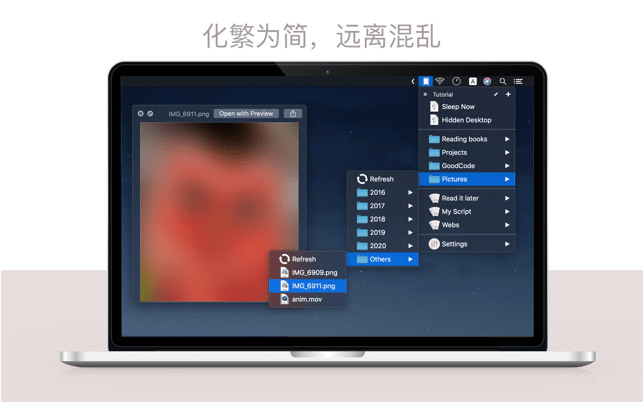 化繁为简，远离混乱
IMG_6911.png
Open with Preview
A
Tutorial
Sleep Now
Hidden Desktop
Reading books
Projects
GoodCode
Pictures
Read it later
My Script
Webs
Settings
Refresh
2016
2017
2018
2019
2020
Others
Refresh
IMG_6909.png
IMG_6911.png
anim.mov